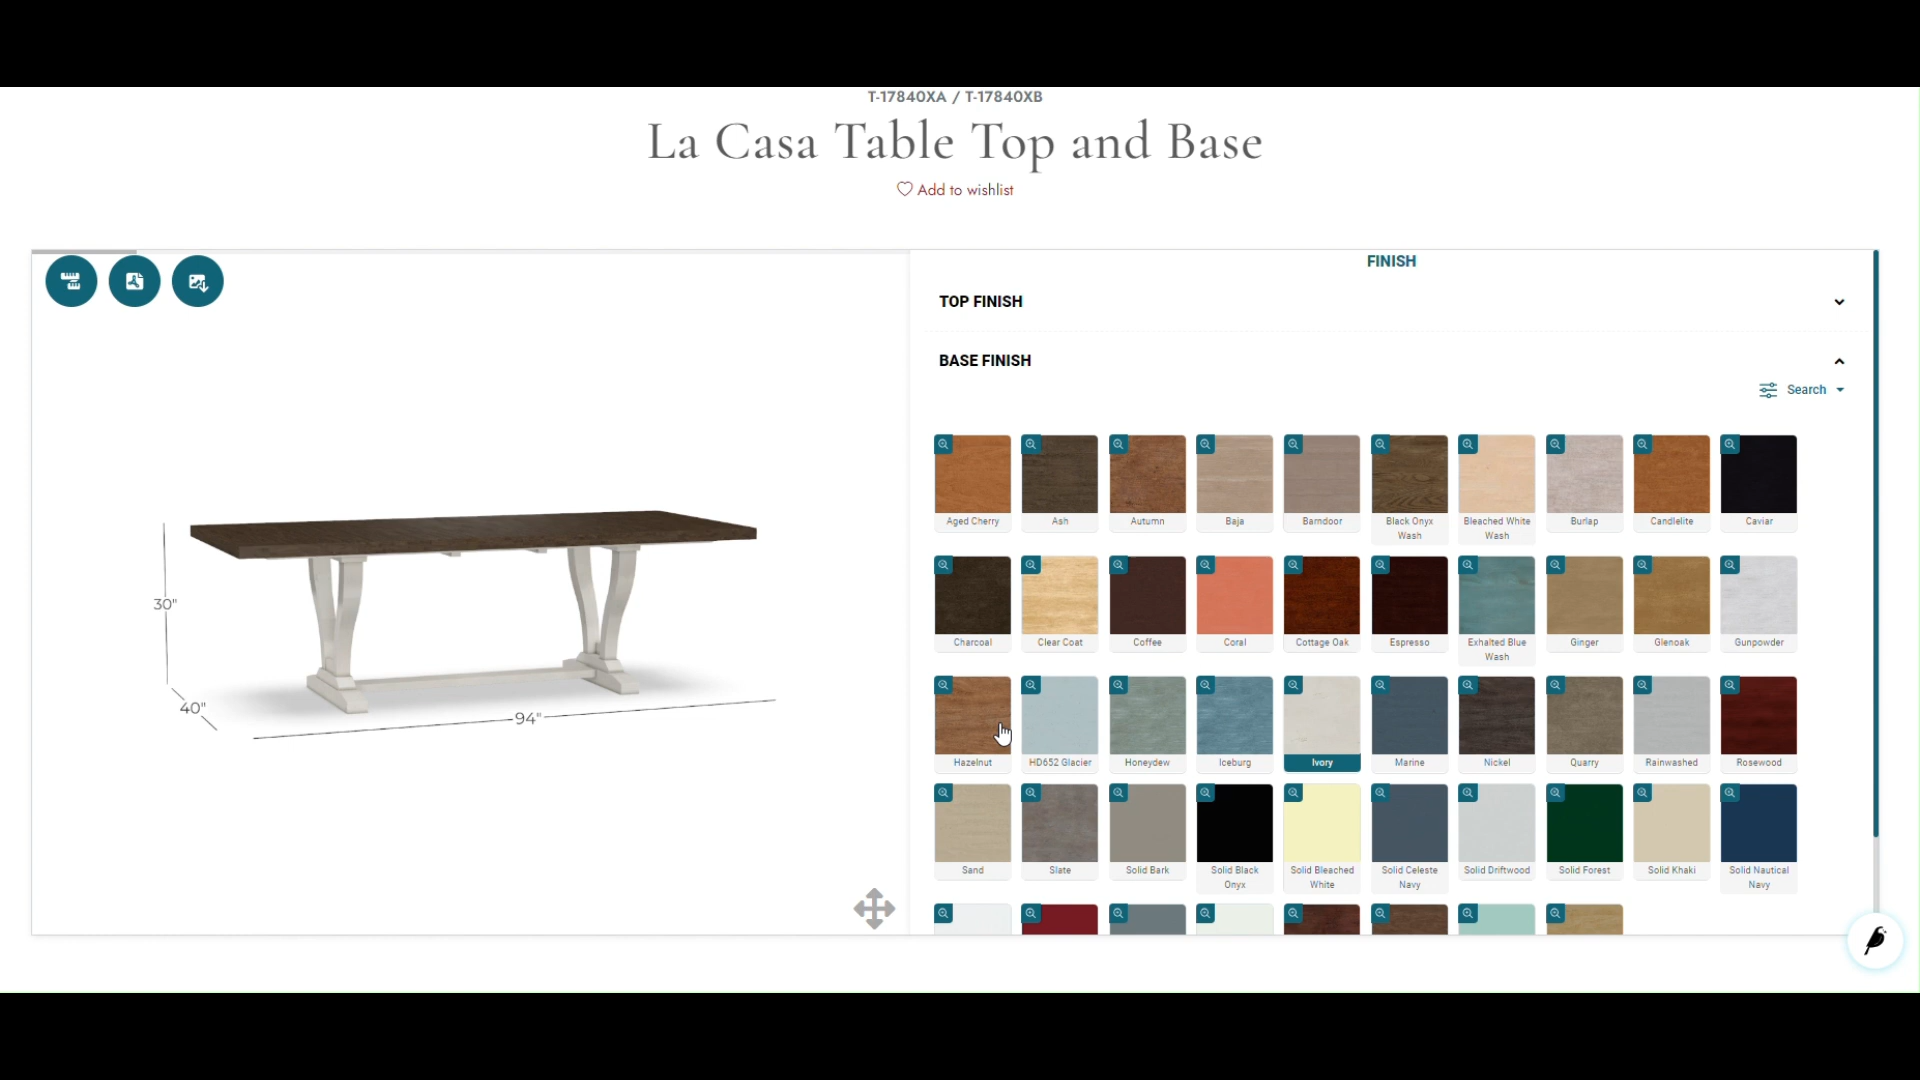 T-17840XA / T-17840XB
La Casa Table Top and Base
Add to wishlist
FINISH
TOP FINISH
BASE FINISH
Search
Aged Cherry
Ash
Autumn
Baja
Barndoor
Black Onyx
Wash
Bleached White
Wash
Burlap
Candlelite
Caviar
Charcoal
Clear Coat
Coffee
Coral
Cottage Oak
Espresso
Exhalted Blue
Wash
Ginger
Glenoak
Gunpowder
Hazelnut
HD652 Glacier
Honeydew
Iceburg
Ivory
Marine
Nickel
Quarry
Rainwashed
Rosewood
Sand
Slate
Solid Bark
Solid Black
Onyx
Solid Bleached
White
Solid Celeste
Navy
Solid Driftwood
Solid Forest
Solid Khaki
Solid Nautical
Navy
30"
40"
94"